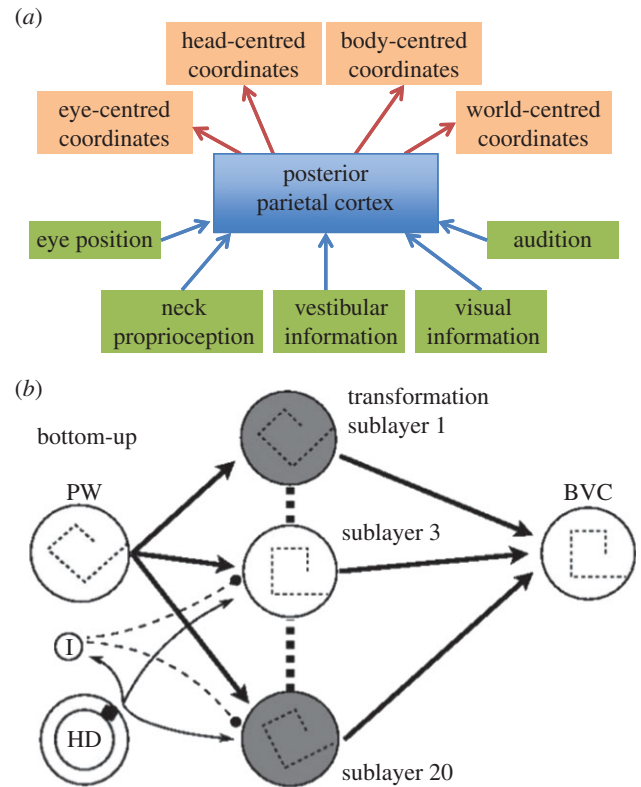 (a)
head-centred
coordinates
body-centred
coordinates
eye-centred
coordinates
world-centred
coordinates
posterior
parietal cortex
eye position
audition
neck
proprioception
vestibular
information
visual
information
(b)
bottom-up
transformation
sublayer 1
PW
BVC
sublayer 3
I
HD
sublayer 20